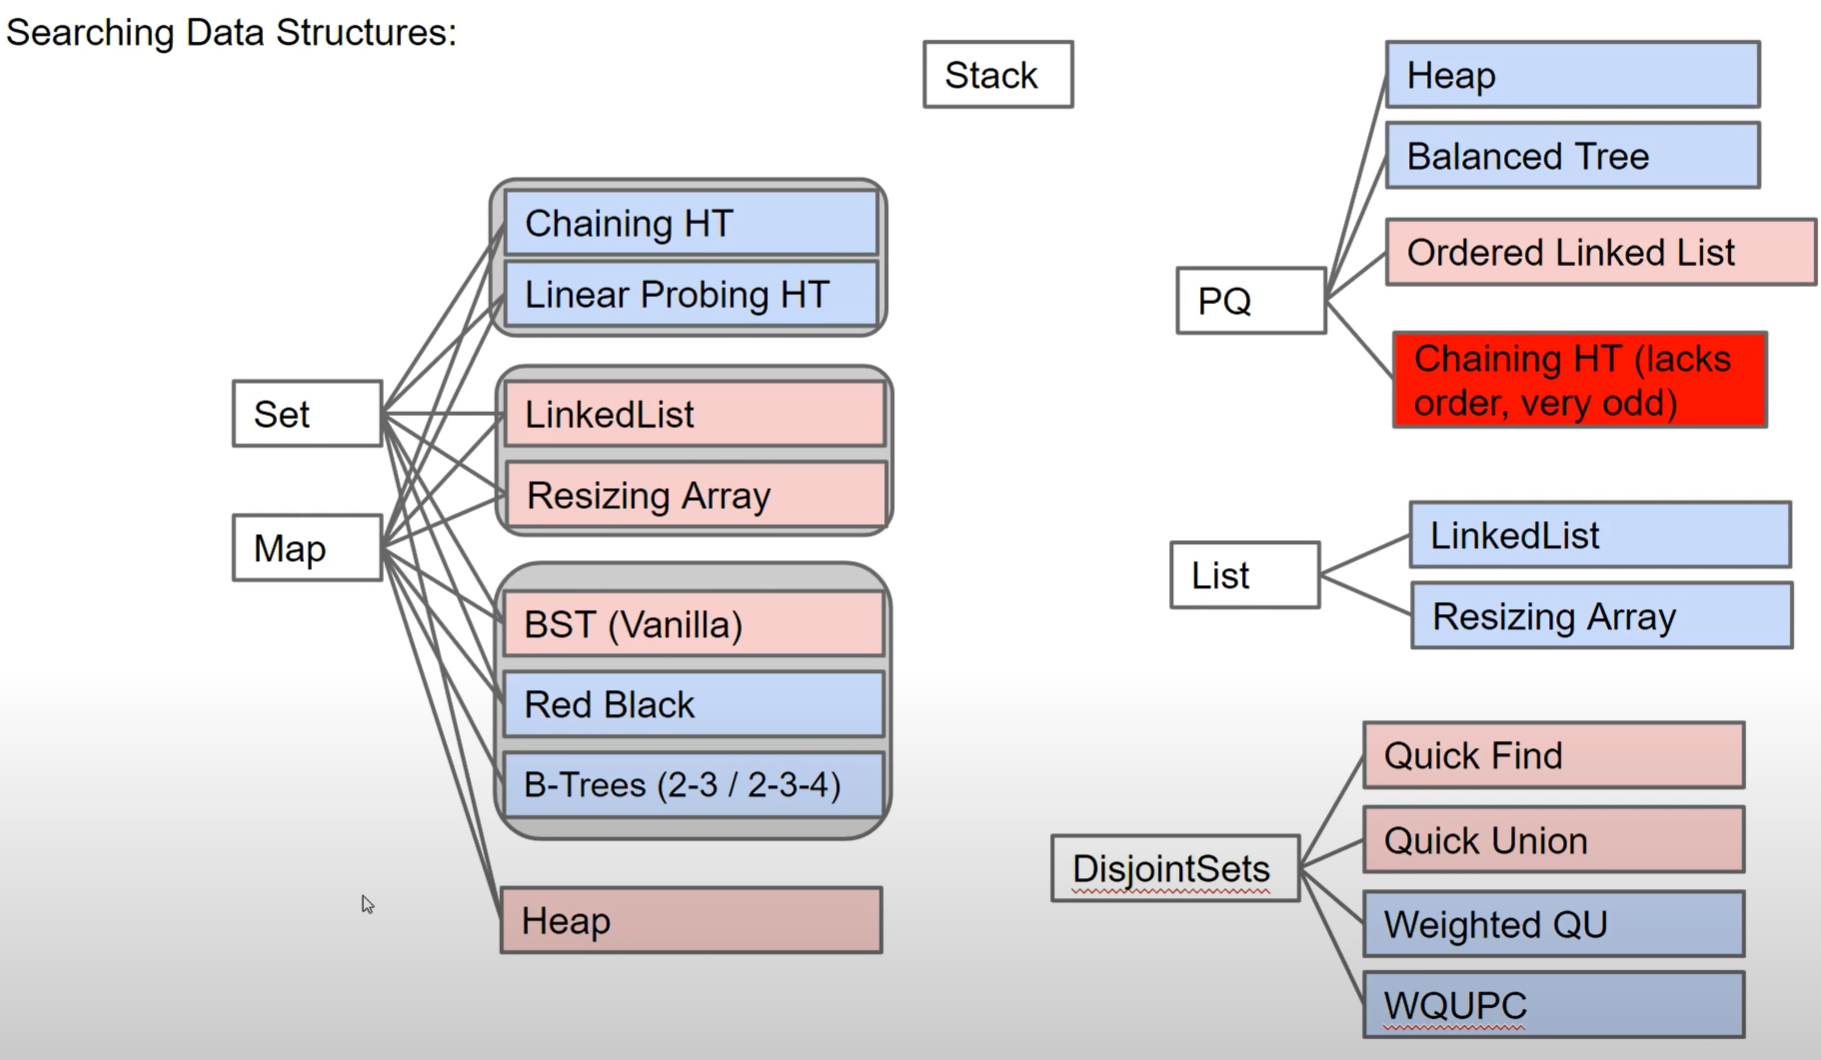 Searching Data Structures:
Stack
Set
Map
Chaining HT
Linear Probing HT
LinkedList
Resizing Array
BST (Vanilla)
Red Black
B-Trees (2-3 / 2-3-4)
Heap
PQ
Heap
Balanced Tree
Ordered Linked List
Chaining HT (lacks
order, very odd)
List
LinkedList
Resizing Array
DisjointSets
Quick Find
Quick Union
Weighted QU
WQUPC